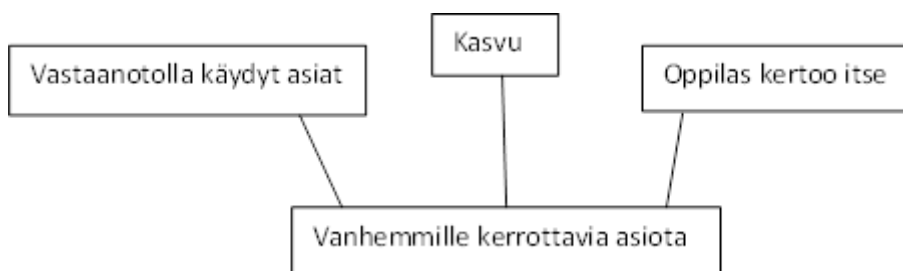 Kasvu
Vastaanotolla käydyt asiat
Oppilas kertoo itse
Vanhemmille kerrottavia asiota